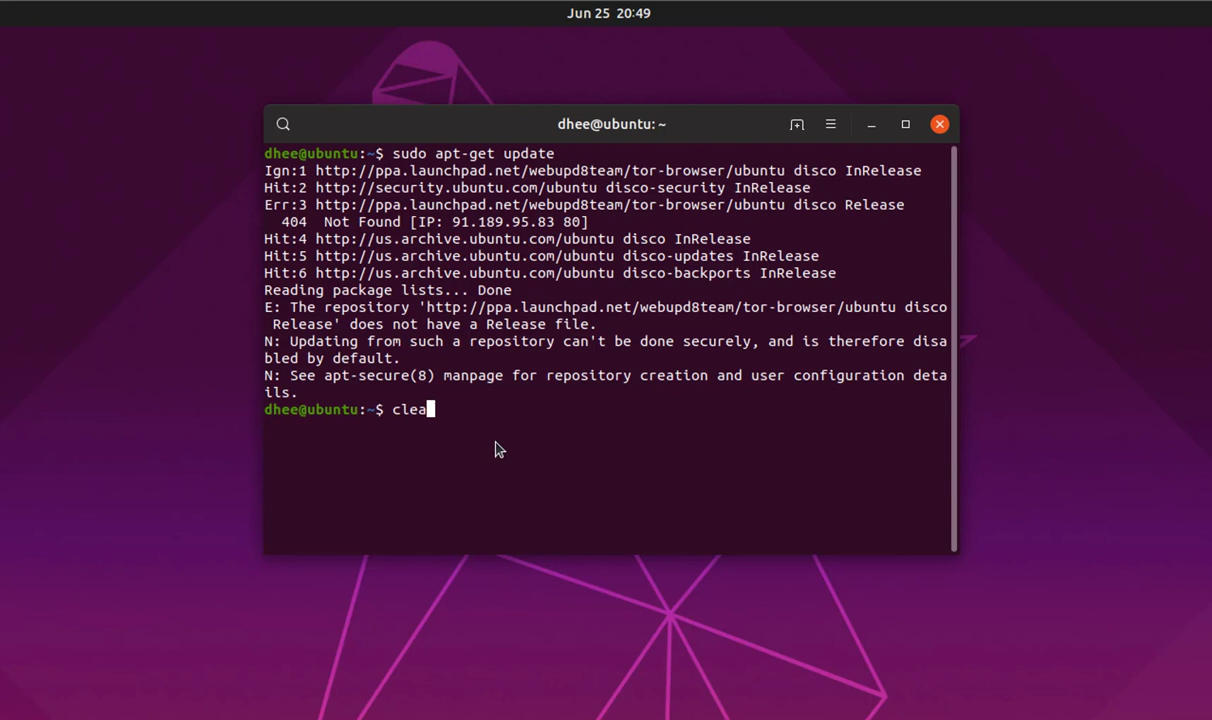 Jun 25 20:49
dhee@ubuntu: ~
dhee@ubuntu:~$ sudo apt-get update
Ign:1 http://ppa.launchpad.net/webupd8team/tor-browser/ubuntu disco InRelease
Hit:2 http://security.ubuntu.com/ubuntu disco-security InRelease
Err:3 http://ppa.launchpad.net/webupd8team/tor-browser/ubuntu disco Release
  404  Not Found [IP: 91.189.95.83 80]
Hit:4 http://us.archive.ubuntu.com/ubuntu disco InRelease
Hit:5 http://us.archive.ubuntu.com/ubuntu disco-updates InRelease
Hit:6 http://us.archive.ubuntu.com/ubuntu disco-backports InRelease
Reading package lists... Done
E: The repository 'http://ppa.launchpad.net/webupd8team/tor-browser/ubuntu disco
 Release' does not have a Release file.
N: Updating from such a repository can't be done securely, and is therefore disa
bled by default.
N: See apt-secure(8) manpage for repository creation and user configuration deta
ils.
dhee@ubuntu:~$ clea